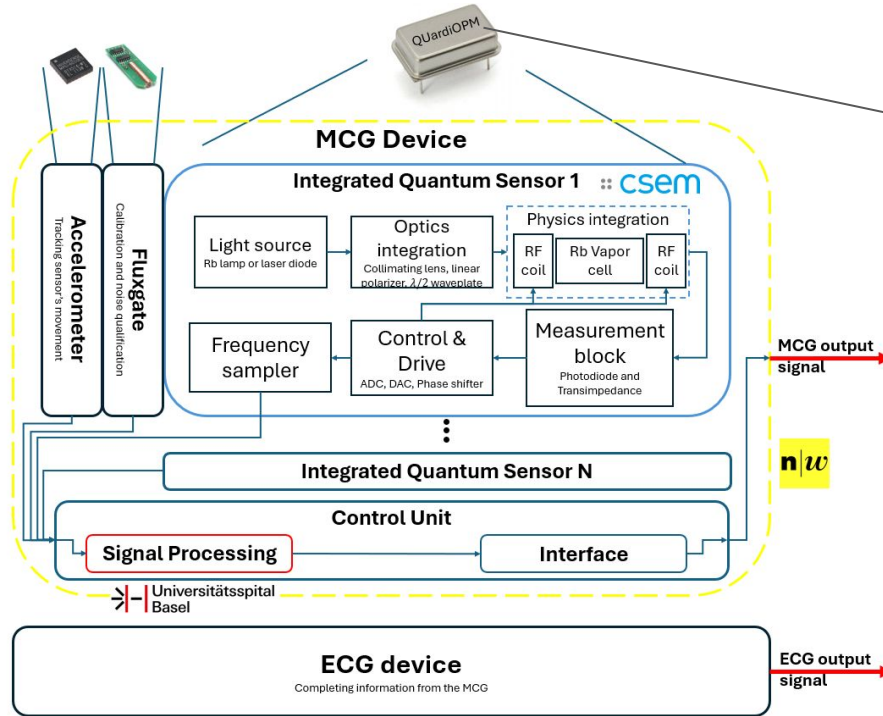 QUardiOPM
MCG Device
Accelerometer
Tracking sensor's movement
Fluxgate
Calibration and noise qualification
Integrated Quantum Sensor 1
csem
Light source
Rb lamp or laser diode
Optics
integration
Collimating lens, linear
polarizer, λ/2 waveplate
Physics integration
RF
coil
Rb Vapor
cell
RF
coil
Frequency
sampler
Control &
Drive
ADC, DAC, Phase shifter
Measurement
block
Photodiode and
Transimpedance
MCG output
signal
Integrated Quantum Sensor N
n|w
Control Unit
Signal Processing
Interface
Universitätsspital
Basel
ECG device
Completing information from the MCG
ECG output
signal